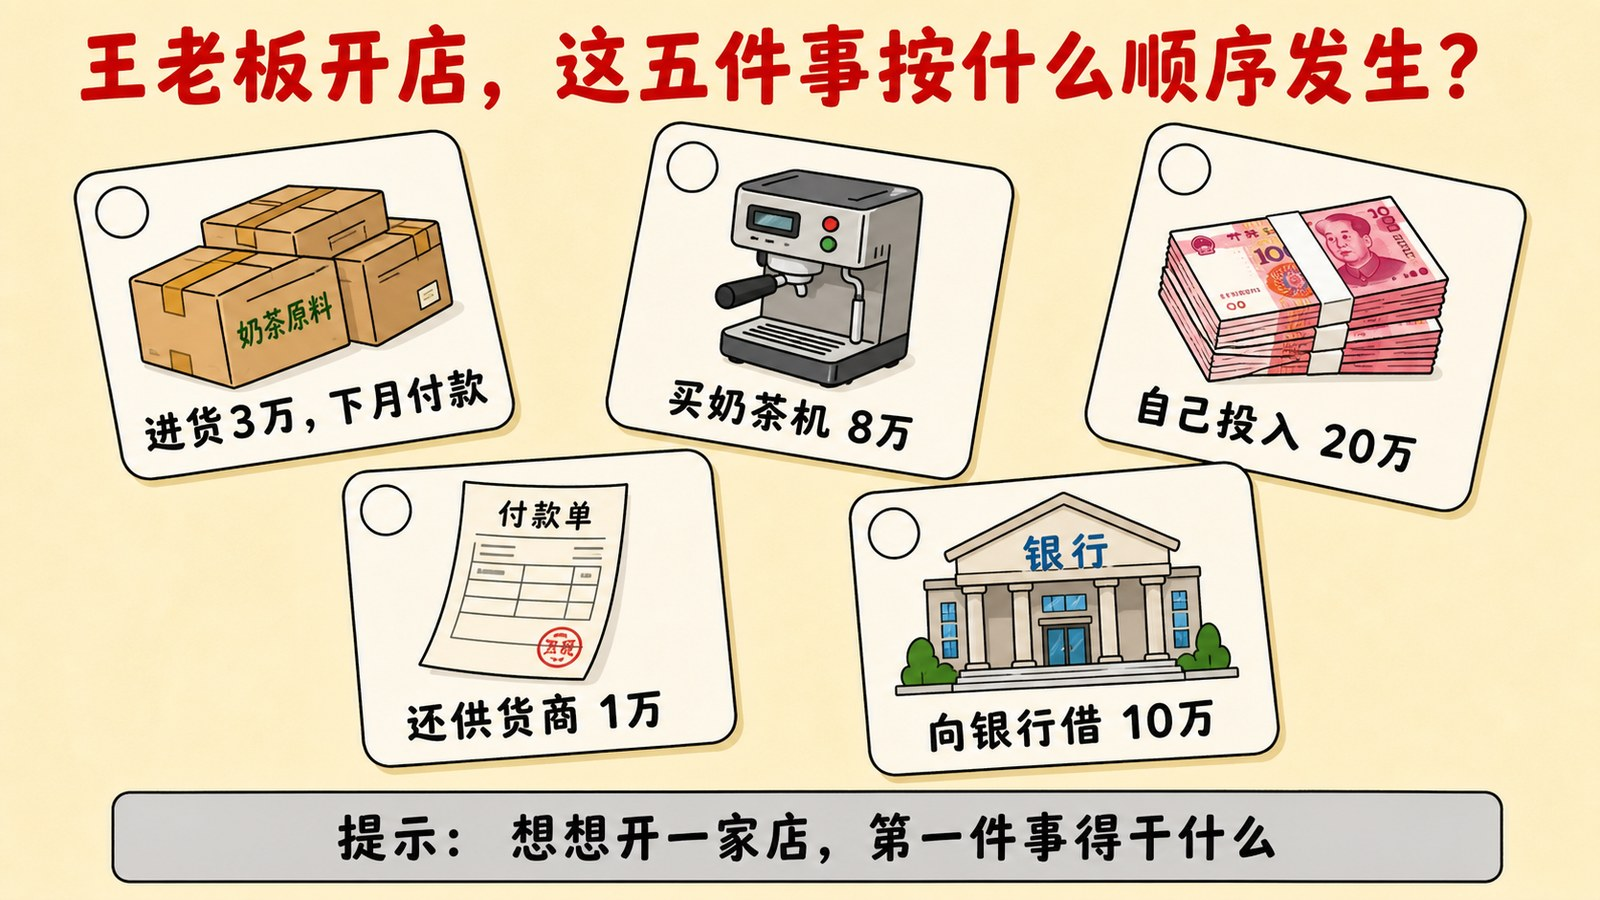 王老板开店，这五件事按什么顺序发生？
奶茶原料
进货3万，下月付款
买奶茶机 8万
100
100
自己投入 20万
付款单
还供货商 1万
银行
向银行借 10万
提示： 想想开一家店，第一件事得干什么